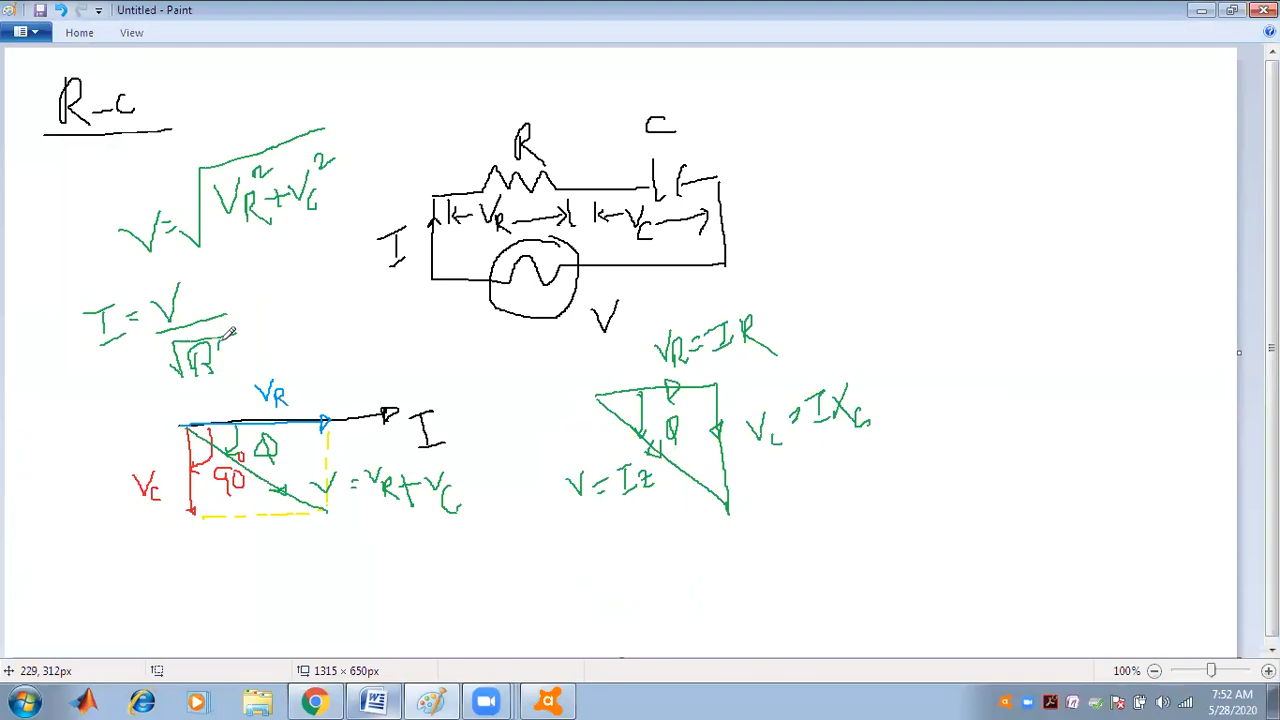 Untitled - Paint
Home View
R-C
V = √VR²+VC²
R
C
VR
VC
I
V
I = V
√R
VR
I
VC
90
φ
V = VR+VC
VR = IR
φ
VC = IXC
V = IZ
229, 312px
1315 × 650px
100%
7:52 AM
5/28/2020